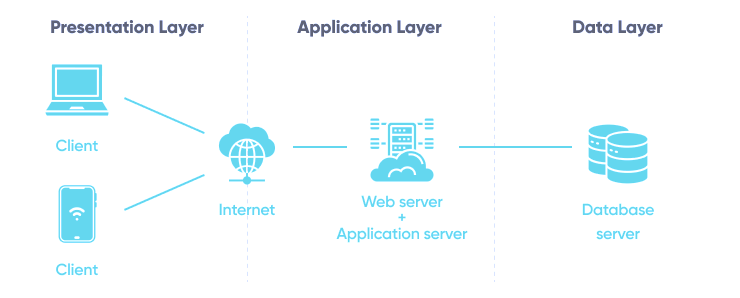 Presentation Layer
Application Layer
Data Layer
Client
Internet
Web server
+
Application server
Database
server
Client